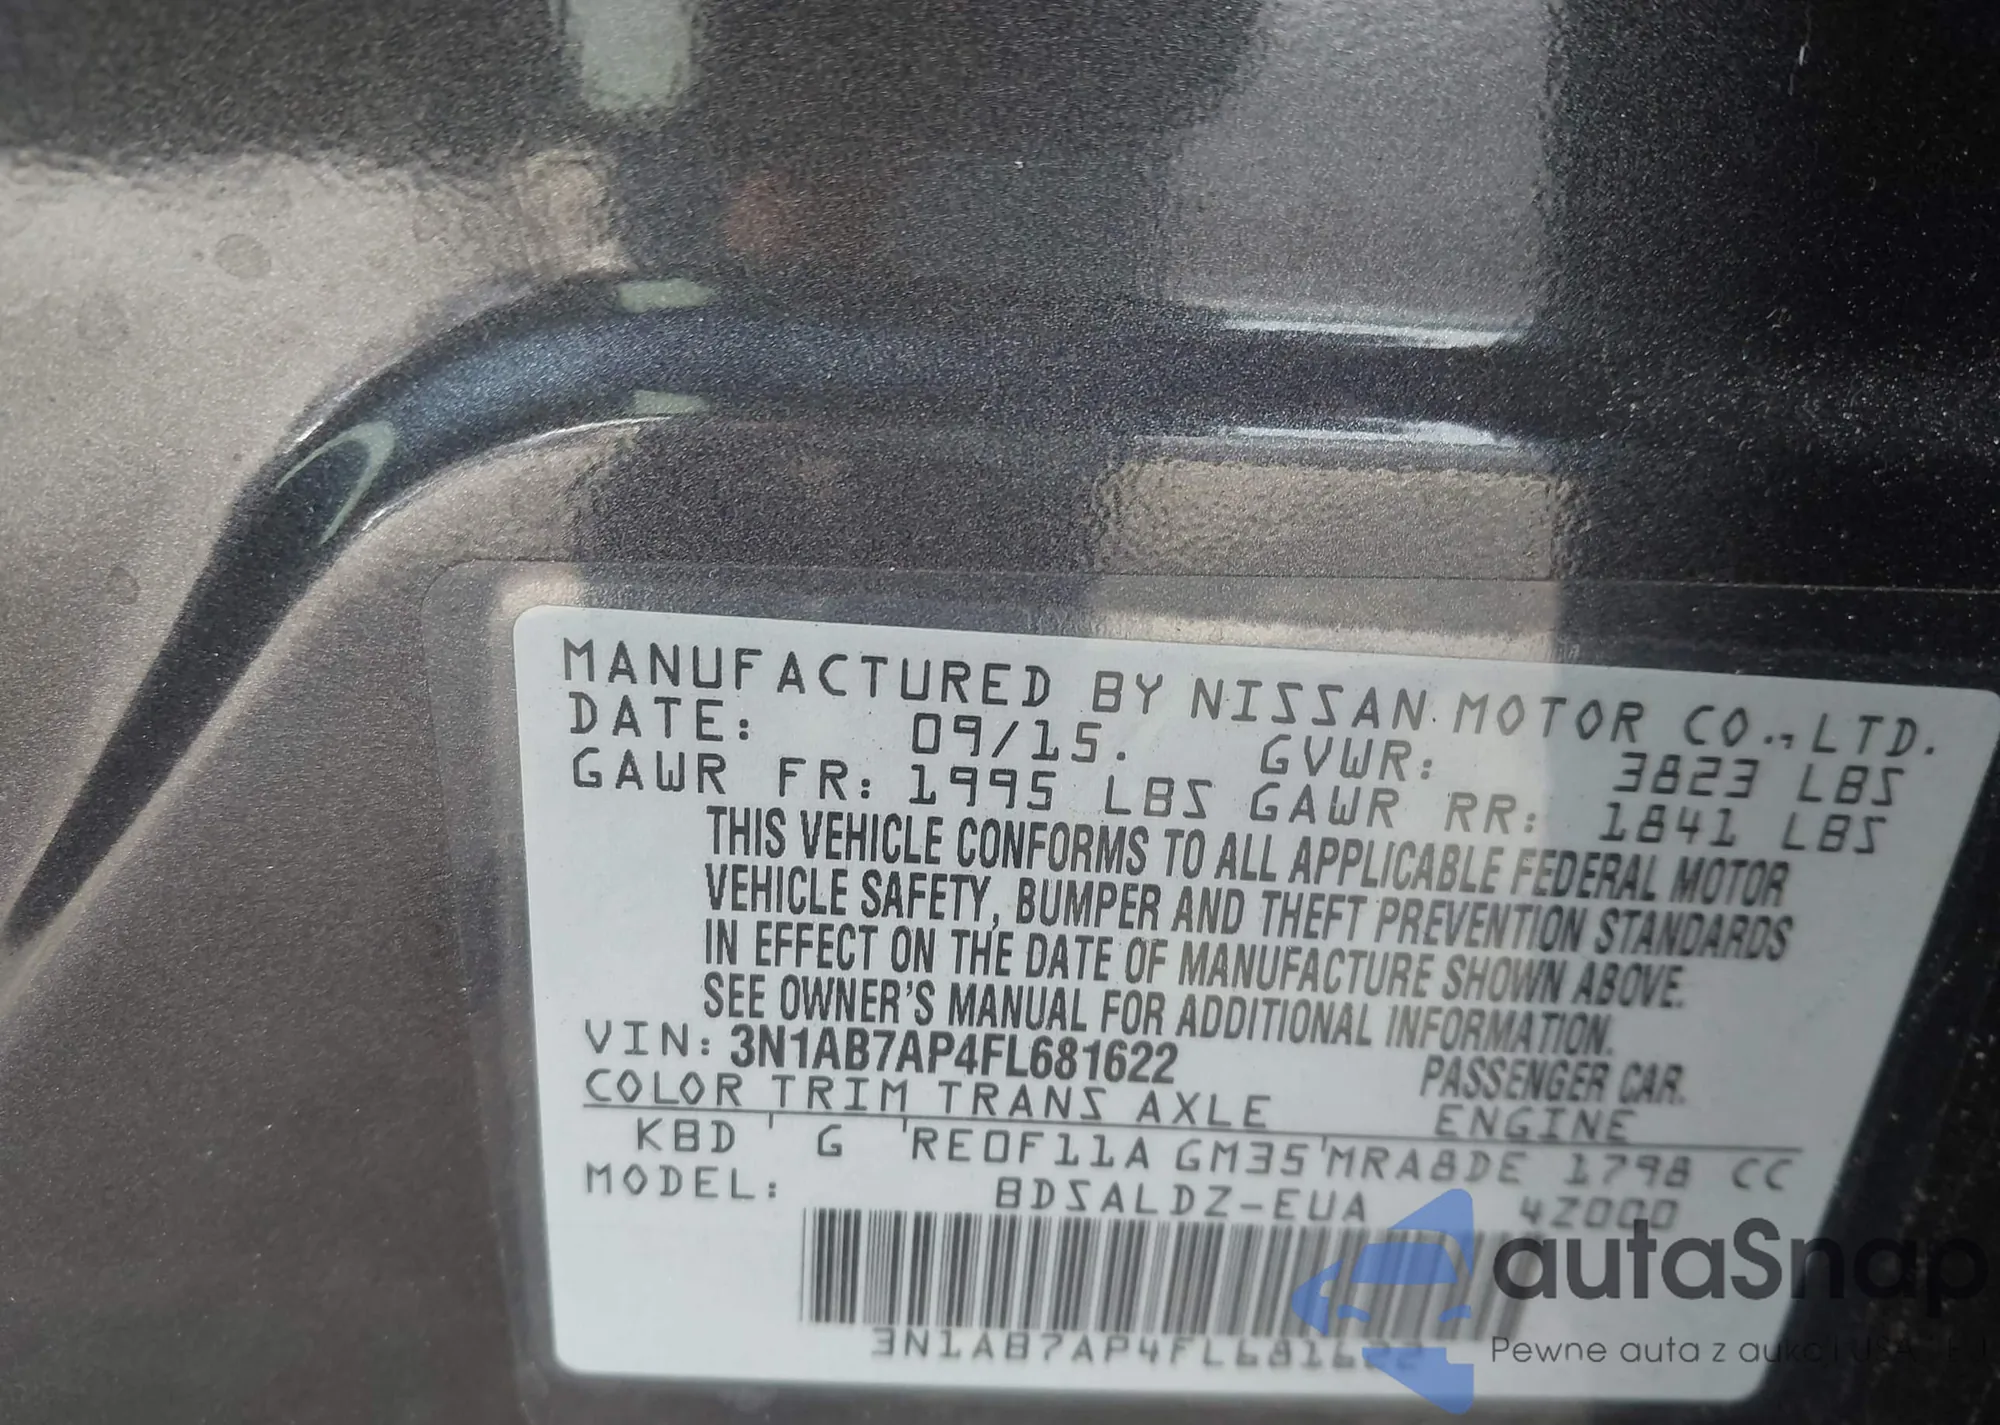 MANUFACTURED BY NISSAN MOTOR CO.,LTD.
DATE: 09/15. GVWR: 3823 LBS
GAWR FR: 1995 LBS GAWR RR: 1841 LBS
THIS VEHICLE CONFORMS TO ALL APPLICABLE FEDERAL MOTOR
VEHICLE SAFETY, BUMPER AND THEFT PREVENTION STANDARDS
IN EFFECT ON THE DATE OF MANUFACTURE SHOWN ABOVE.
SEE OWNER'S MANUAL FOR ADDITIONAL INFORMATION.
VIN: 3N1AB7AP4FL681622 PASSENGER CAR.
COLOR TRIM TRANS AXLE ENGINE
KBD G RE0F11A GM35 MRA8DE 1798 CC
MODEL: BDSALDZ-EUA 4Z000
3N1AB7AP4FL681622
autaSnap
Pewne auta z aukcji USA